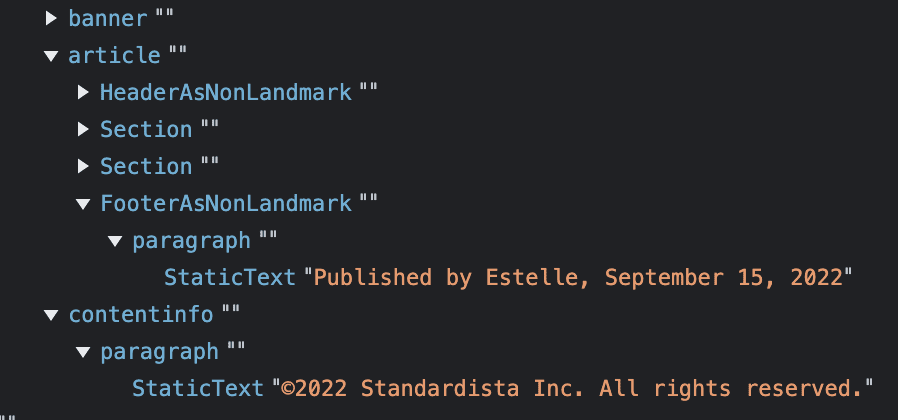 ▶ banner ""
▼ article ""
▶ HeaderAsNonLandmark ""
▶ Section ""
▶ Section ""
▼ FooterAsNonLandmark ""
▼ paragraph ""
StaticText "Published by Estelle, September 15, 2022"
▼ contentinfo ""
▼ paragraph ""
StaticText "©2022 Standardista Inc. All rights reserved."
""